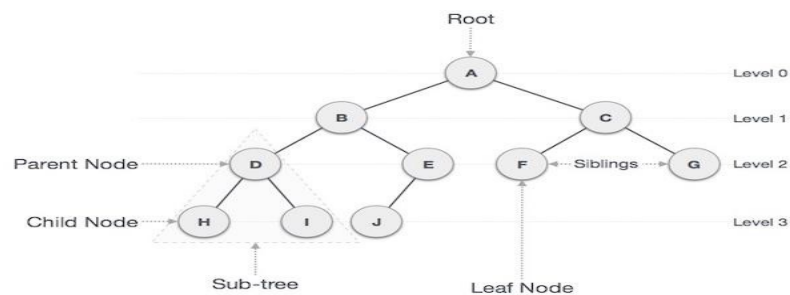 Root
A
Level 0
B
C
Level 1
Parent Node
D
E
F
Siblings
G
Level 2
Child Node
H
I
J
Level 3
Sub-tree
Leaf Node